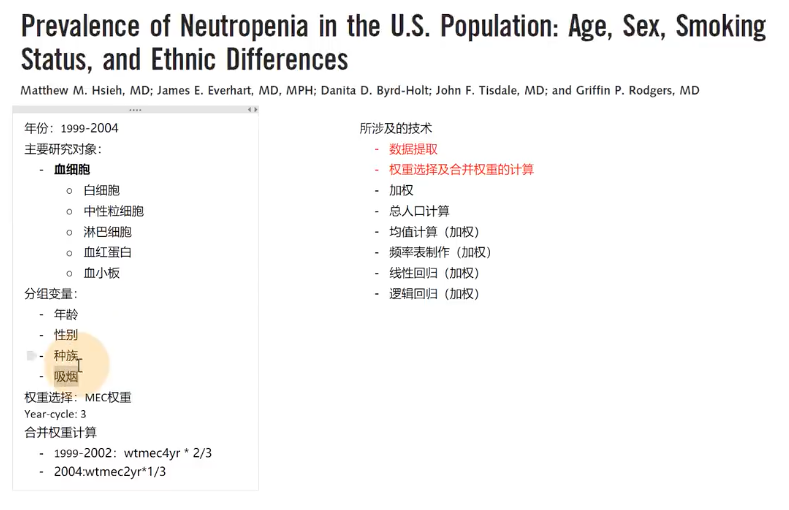 Prevalence of Neutropenia in the U.S. Population: Age, Sex, Smoking
Status, and Ethnic Differences
Matthew M. Hsieh, MD; James E. Everhart, MD, MPH; Danita D. Byrd-Holt; John F. Tisdale, MD; and Griffin P. Rodgers, MD
年份：1999-2004
主要研究对象：
- 血细胞
○ 白细胞
○ 中性粒细胞
○ 淋巴细胞
○ 血红蛋白
○ 血小板
分组变量：
- 年龄
- 性别
- 种族
- 吸烟
权重选择：MEC权重
Year-cycle: 3
合并权重计算
- 1999-2002：wtmec4yr * 2/3
- 2004:wtmec2yr*1/3
所涉及的技术
- 数据提取
- 权重选择及合并权重的计算
- 加权
- 总人口计算
- 均值计算（加权）
- 频率表制作（加权）
- 线性回归（加权）
- 逻辑回归（加权）